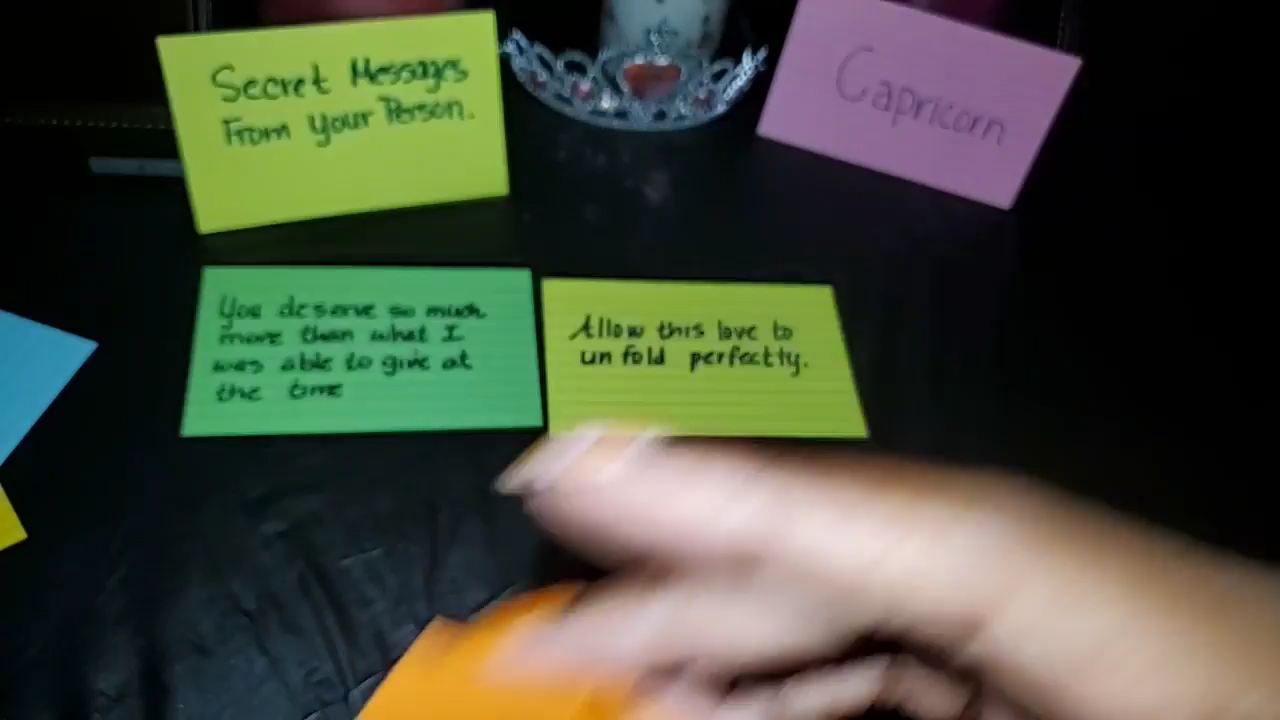 Secret Messages
From your Person.
Capricorn
You deserve so much
more than what I
was able to give at
the time
Allow this love to
un fold perfectly.